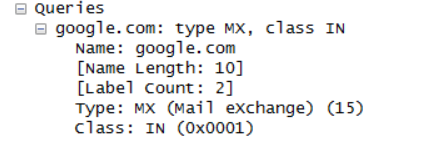 Queries
google.com: type MX, class IN
Name: google.com
[Name Length: 10]
[Label Count: 2]
Type: MX (Mail eXchange) (15)
Class: IN (0x0001)